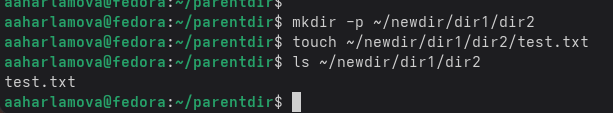 aaharlamova@fedora:~/parentdir$
aaharlamova@fedora:~/parentdir$ mkdir -p ~/newdir/dir1/dir2
aaharlamova@fedora:~/parentdir$ touch ~/newdir/dir1/dir2/test.txt
aaharlamova@fedora:~/parentdir$ ls ~/newdir/dir1/dir2
test.txt
aaharlamova@fedora:~/parentdir$